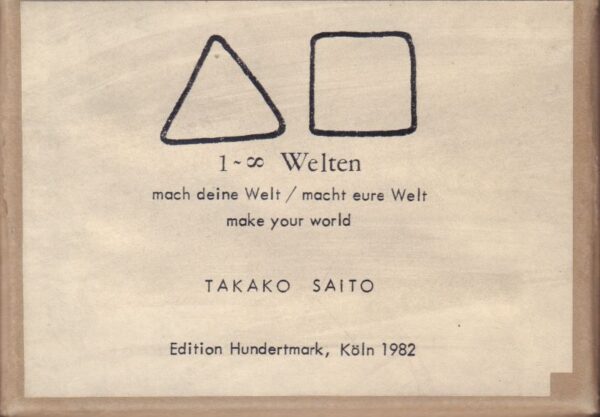 1~∞ Welten
mach deine Welt / macht eure Welt
make your world
TAKAKO SAITO
Edition Hundertmark, Köln 1982